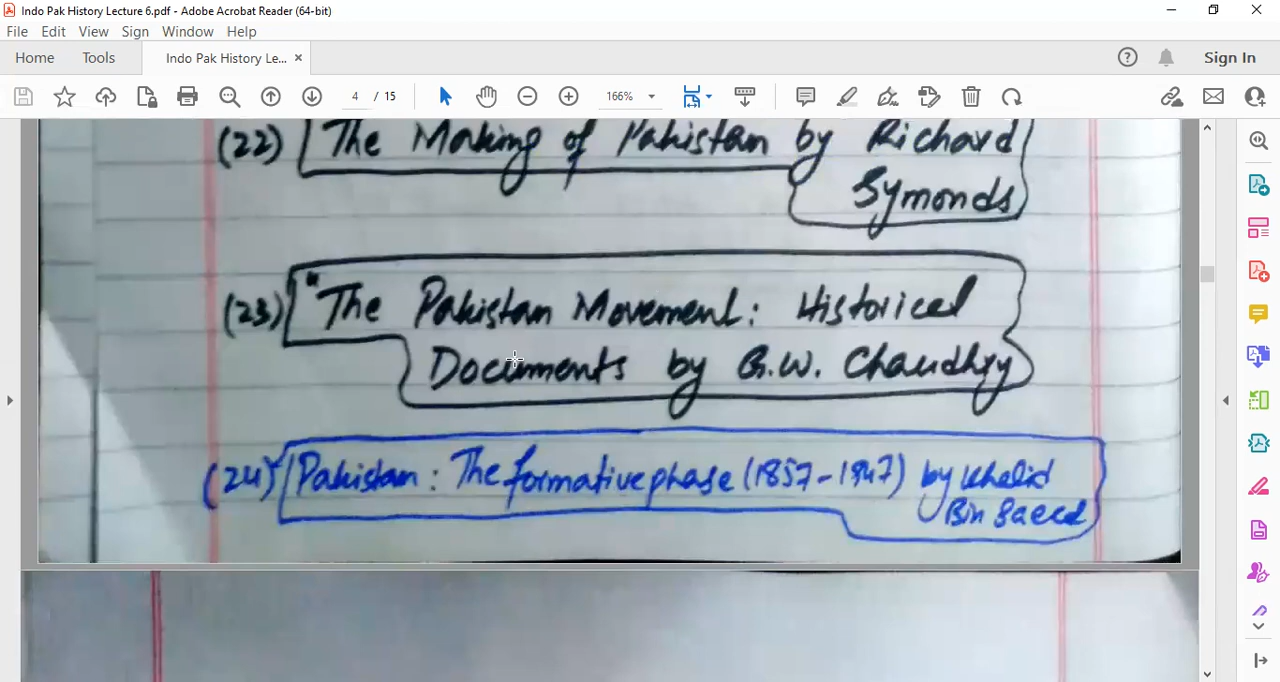 Indo Pak History Lecture 6.pdf - Adobe Acrobat Reader (64-bit)
File Edit View Sign Window Help
Home Tools Indo Pak History Le... × Sign In
4 / 15 166%
(22) The Making of Pakistan by Richard
Symonds
(23) "The Pakistan Movement: Historical
Documents by G.W. Chaudhry
(24) Pakistan: The formative phase (1857-1947) by Khalid
Bin Saeed